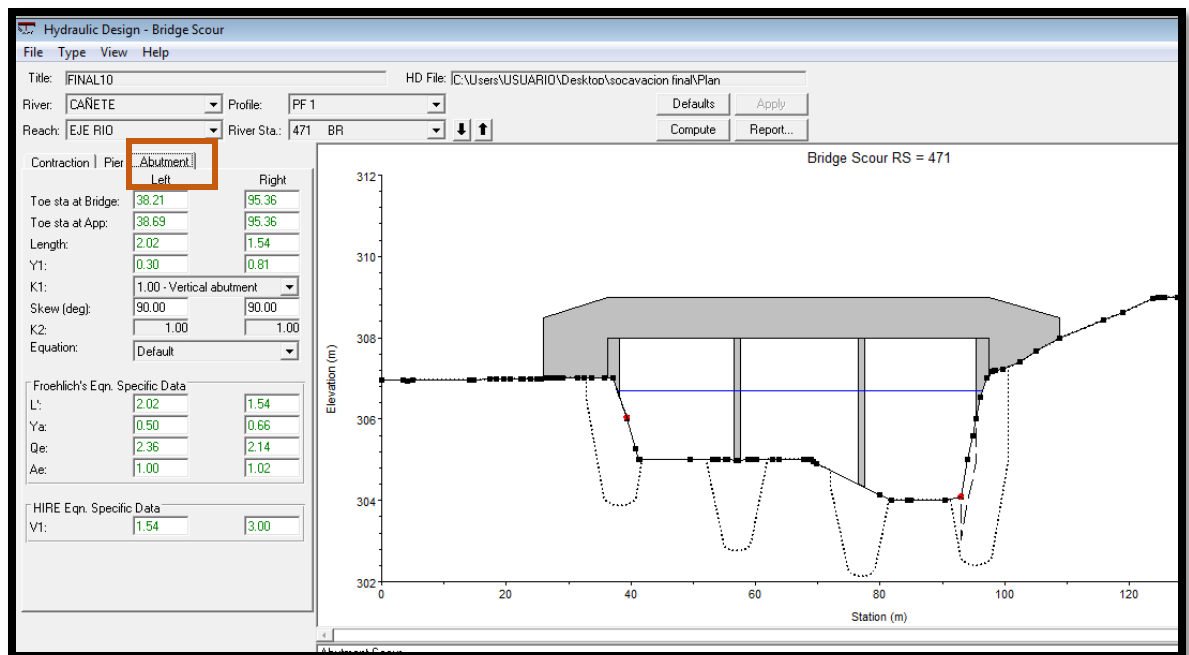 Hydraulic Design - Bridge Scour
File Type View Help
Title: FINAL10 HD File: C:\Users\USUARIO\Desktop\socavacion final\Plan
River: CAÑETE Profile: PF 1 Defaults Apply
Reach: EJE RIO River Sta.: 471 BR Compute Report...
Contraction Pier Abutment
Left Right
Toe sta at Bridge: 38.21 95.36
Toe sta at App: 38.69 95.36
Length: 2.02 1.54
Y1: 0.30 0.81
K1: 1.00 - Vertical abutment
Skew (deg): 90.00 90.00
K2: 1.00 1.00
Equation: Default
Froehlich's Eqn. Specific Data
L': 2.02 1.54
Ya: 0.50 0.66
Qe: 2.36 2.14
Ae: 1.00 1.02
HIRE Eqn. Specific Data
V1: 1.54 3.00
Bridge Scour RS = 471
312
310
308
306
304
302
Elevation (m)
0 20 40 60 80 100 120
Station (m)
Abutment Scour